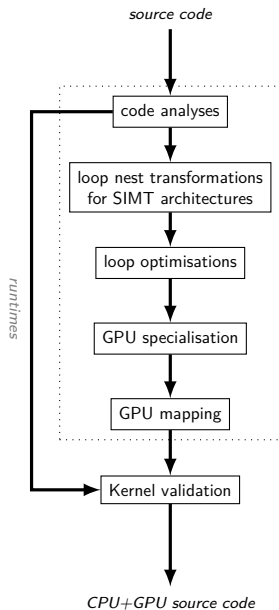 source code
code analyses
loop nest transformations
for SIMT architectures
loop optimisations
GPU specialisation
runtimes
GPU mapping
Kernel validation
CPU+GPU source code